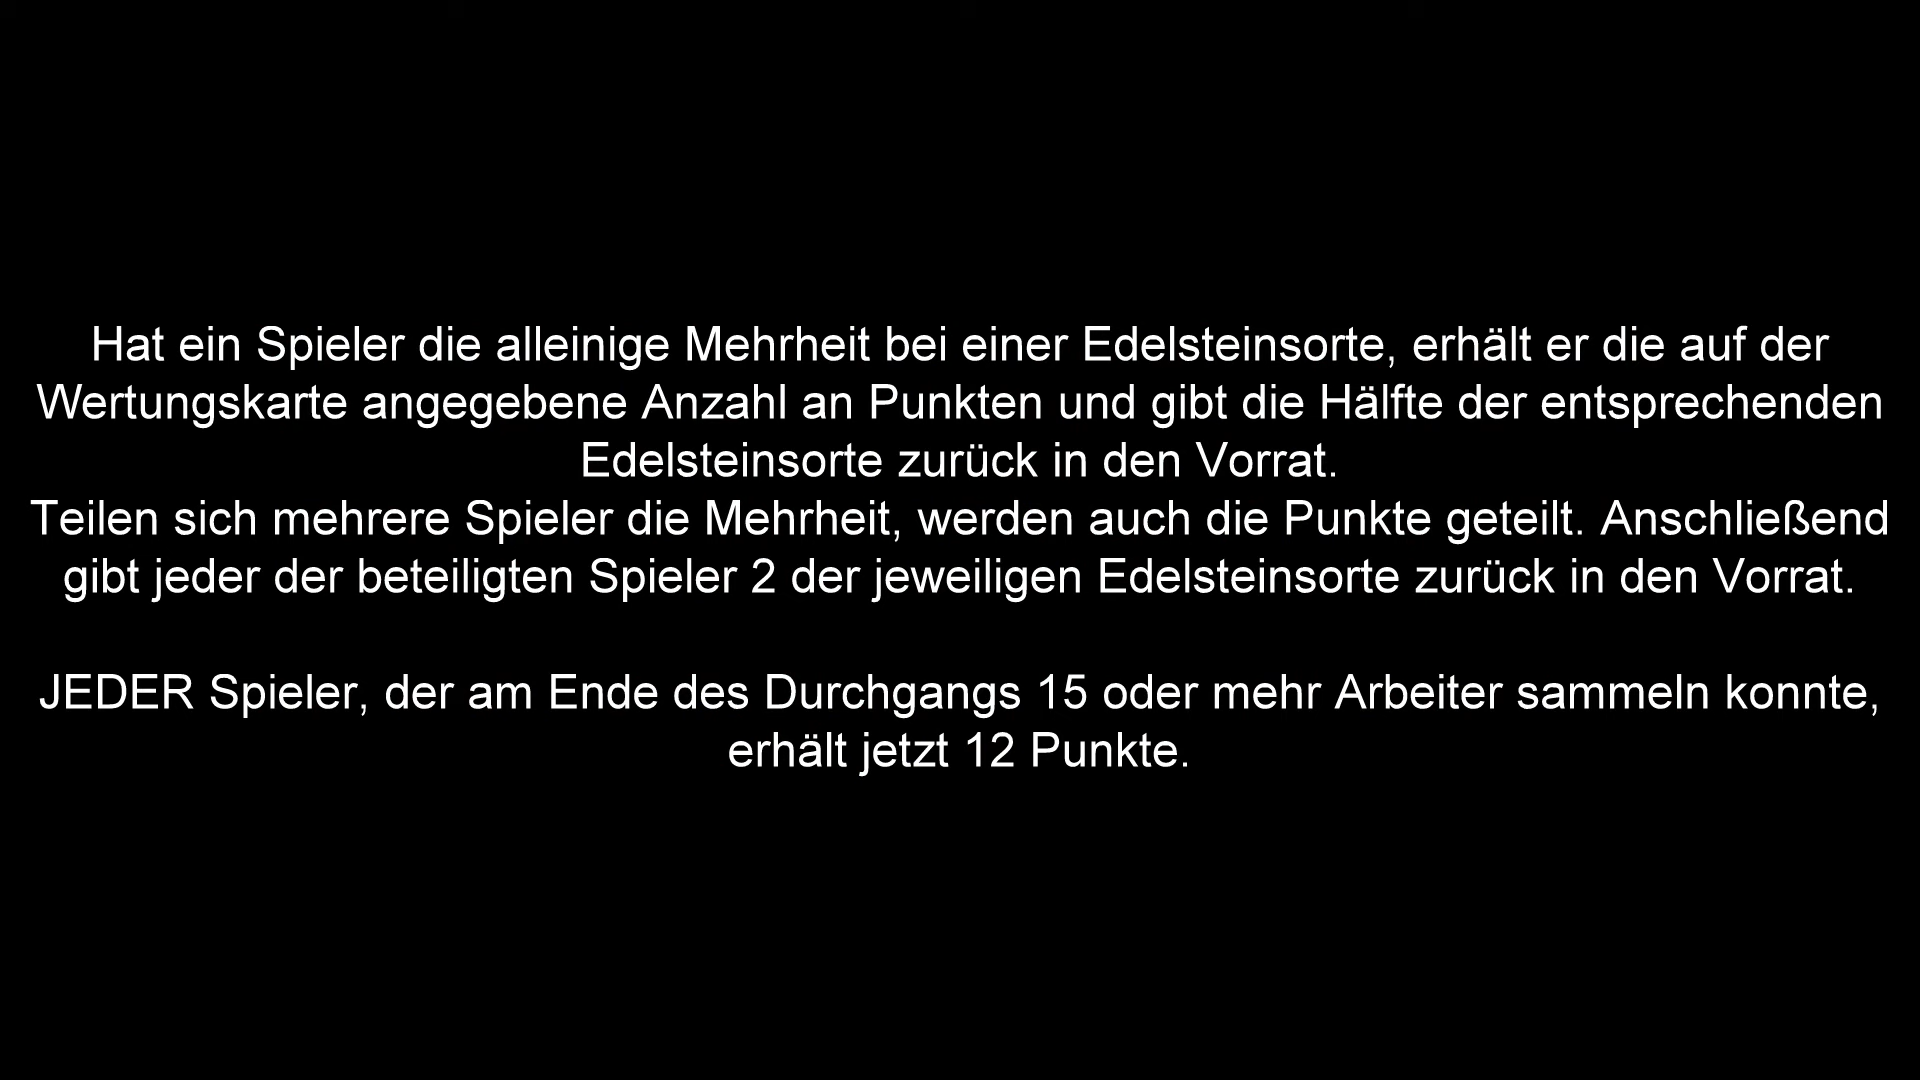 Hat ein Spieler die alleinige Mehrheit bei einer Edelsteinsorte, erhält er die auf der
Wertungskarte angegebene Anzahl an Punkten und gibt die Hälfte der entsprechenden
Edelsteinsorte zurück in den Vorrat.
Teilen sich mehrere Spieler die Mehrheit, werden auch die Punkte geteilt. Anschließend
gibt jeder der beteiligten Spieler 2 der jeweiligen Edelsteinsorte zurück in den Vorrat.
JEDER Spieler, der am Ende des Durchgangs 15 oder mehr Arbeiter sammeln konnte,
erhält jetzt 12 Punkte.